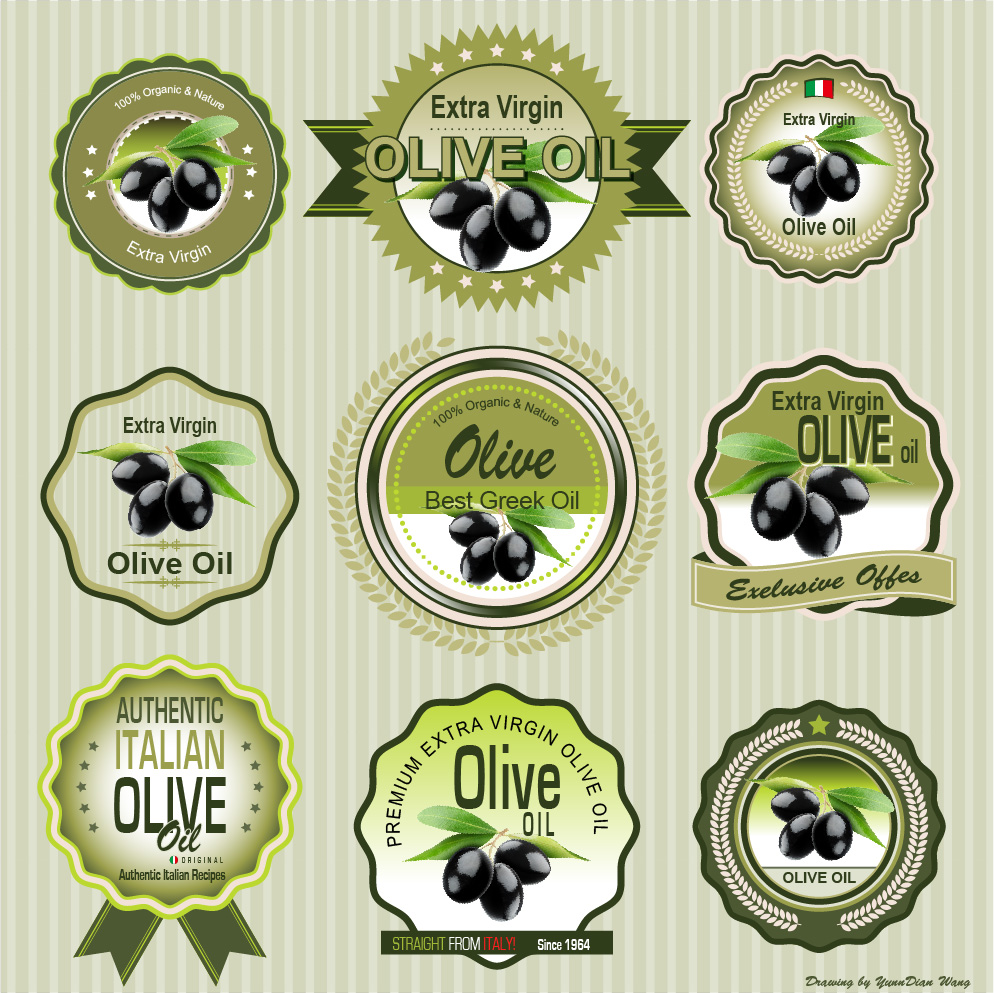 100% Organic & Nature
Extra Virgin
Extra Virgin
OLIVE OIL
Extra Virgin
Olive Oil
Extra Virgin
Olive Oil
100% Organic & Nature
Olive
Best Greek Oil
Extra Virgin
OLIVE oil
Exelusive Offes
AUTHENTIC
ITALIAN
OLIVE
Oil
ORIGINAL
Authentic Italian Recipes
PREMIUM EXTRA VIRGIN OLIVE OIL
Olive
OIL
STRAIGHT FROM ITALY! Since 1964
OLIVE OIL
Drawing by YunnDian Wang